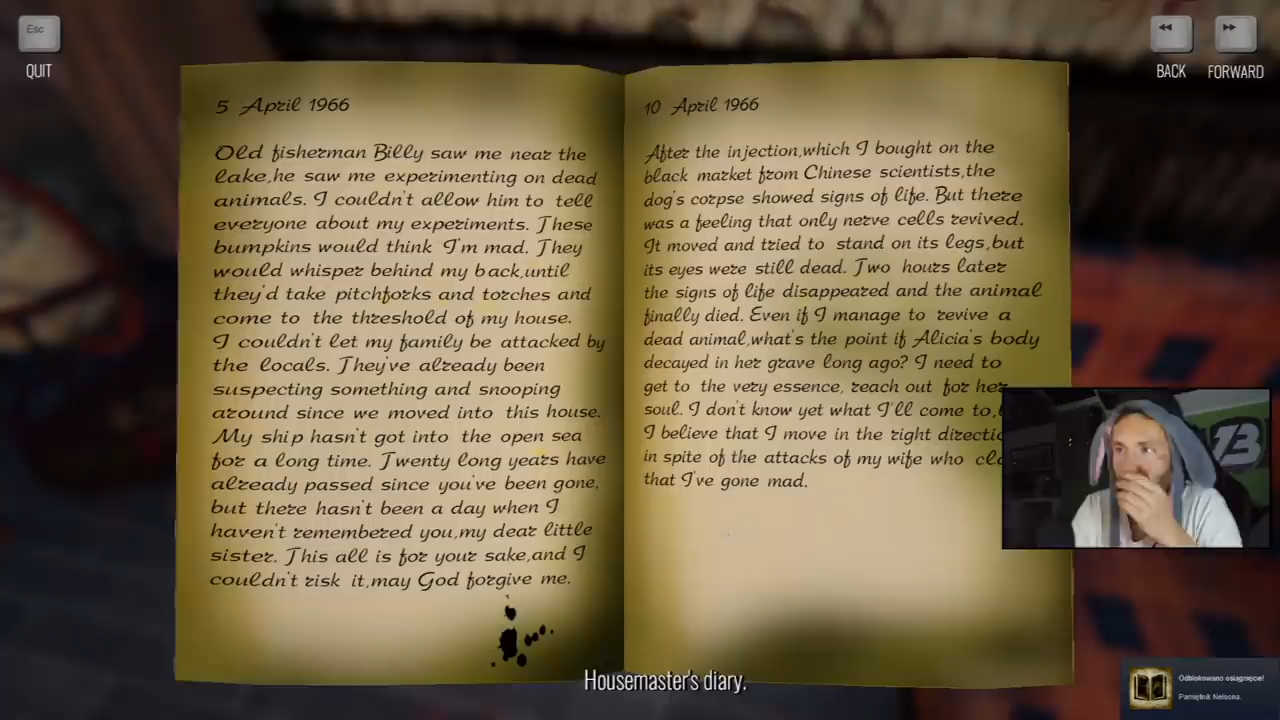 Esc
QUIT
BACK
FORWARD
5 April 1966
Old fisherman Billy saw me near the
lake,he saw me experimenting on dead
animals. I couldn't allow him to tell
everyone about my experiments. These
bumpkins would think I'm mad. They
would whisper behind my back,until
they'd take pitchforks and torches and
come to the threshold of my house.
I couldn't let my family be attacked by
the locals. They've already been
suspecting something and snooping
around since we moved into this house.
My ship hasn't got into the open sea
for a long time. Twenty long years have
already passed since you've been gone,
but there hasn't been a day when I
haven't remembered you,my dear little
sister. This all is for your sake,and I
couldn't risk it,may God forgive me.
10 April 1966
After the injection,which I bought on the
black market from Chinese scientists,the
dog's corpse showed signs of life. But there
was a feeling that only nerve cells revived.
It moved and tried to stand on its legs,but
its eyes were still dead. Two hours later
the signs of life disappeared and the animal
finally died. Even if I manage to revive a
dead animal,what's the point if Alicia's body
decayed in her grave long ago? I need to
get to the very essence, reach out for her
soul. I don't know yet what I'll come to,
I believe that I move in the right
in spite of the attacks of my wife who
that I've gone mad.
13
Housemaster's diary.
Odblokowano osiągnięcie!
Pamiętnik Nelsona.